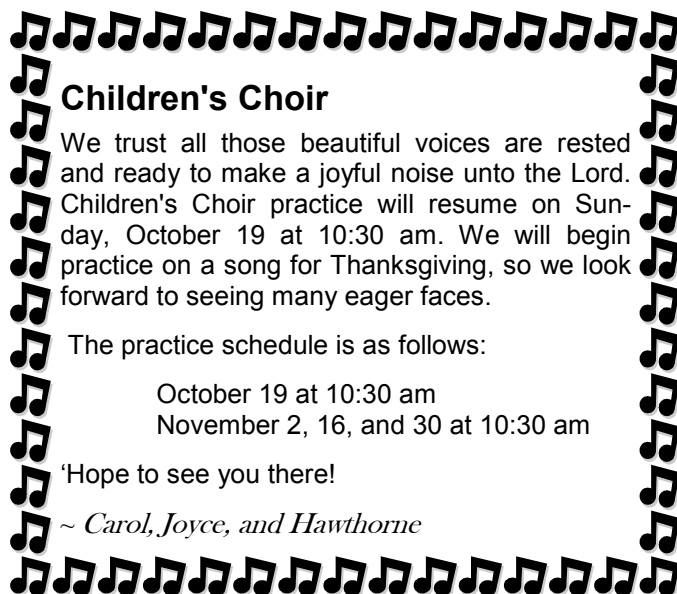 Children's Choir
We trust all those beautiful voices are rested
and ready to make a joyful noise unto the Lord.
Children's Choir practice will resume on Sun-
day, October 19 at 10:30 am. We will begin
practice on a song for Thanksgiving, so we look
forward to seeing many eager faces.
The practice schedule is as follows:
October 19 at 10:30 am
November 2, 16, and 30 at 10:30 am
‘Hope to see you there!
~ Carol, Joyce, and Hawthorne